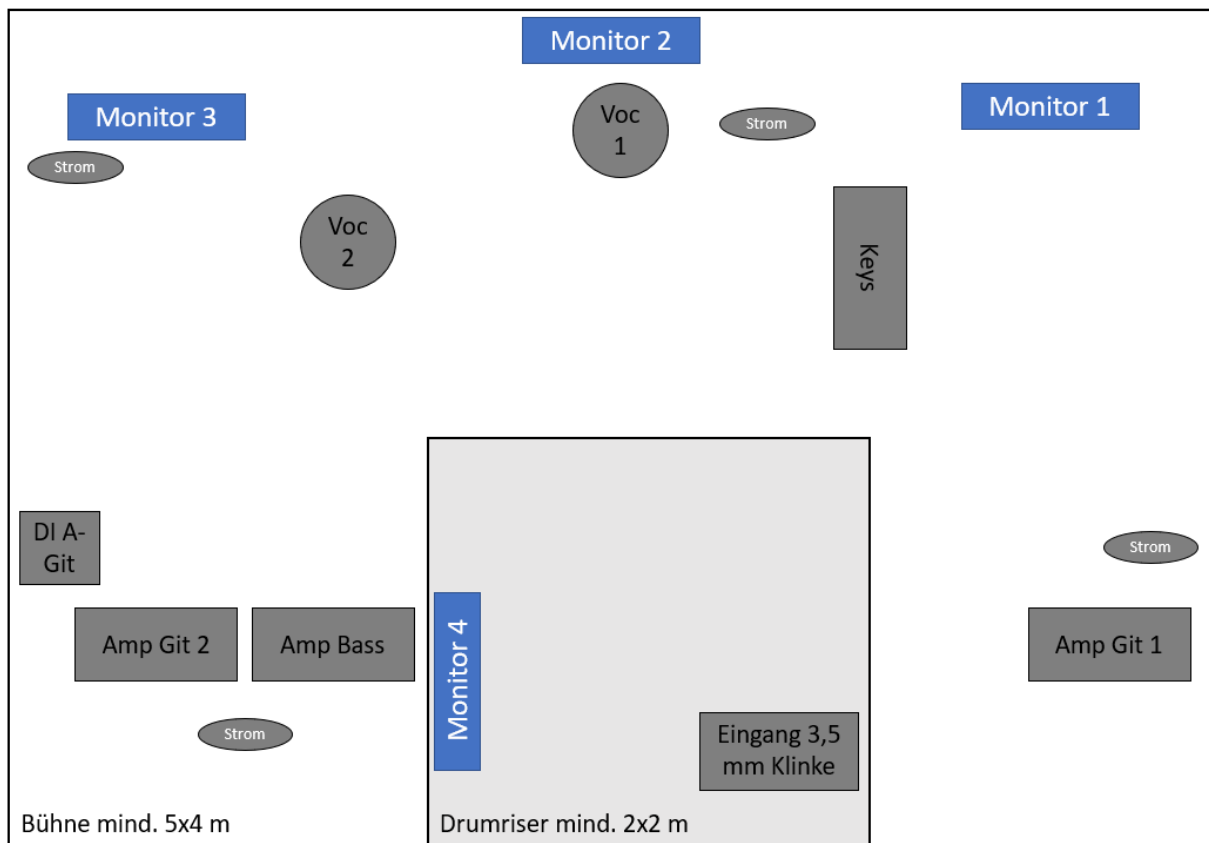 Monitor 2
Monitor 3
Monitor 1
Voc
1
Strom
Strom
Voc
2
Keys
DI A-
Git
Strom
Amp Git 2
Amp Bass
Monitor 4
Amp Git 1
Strom
Eingang 3,5
mm Klinke
Bühne mind. 5x4 m
Drumriser mind. 2x2 m